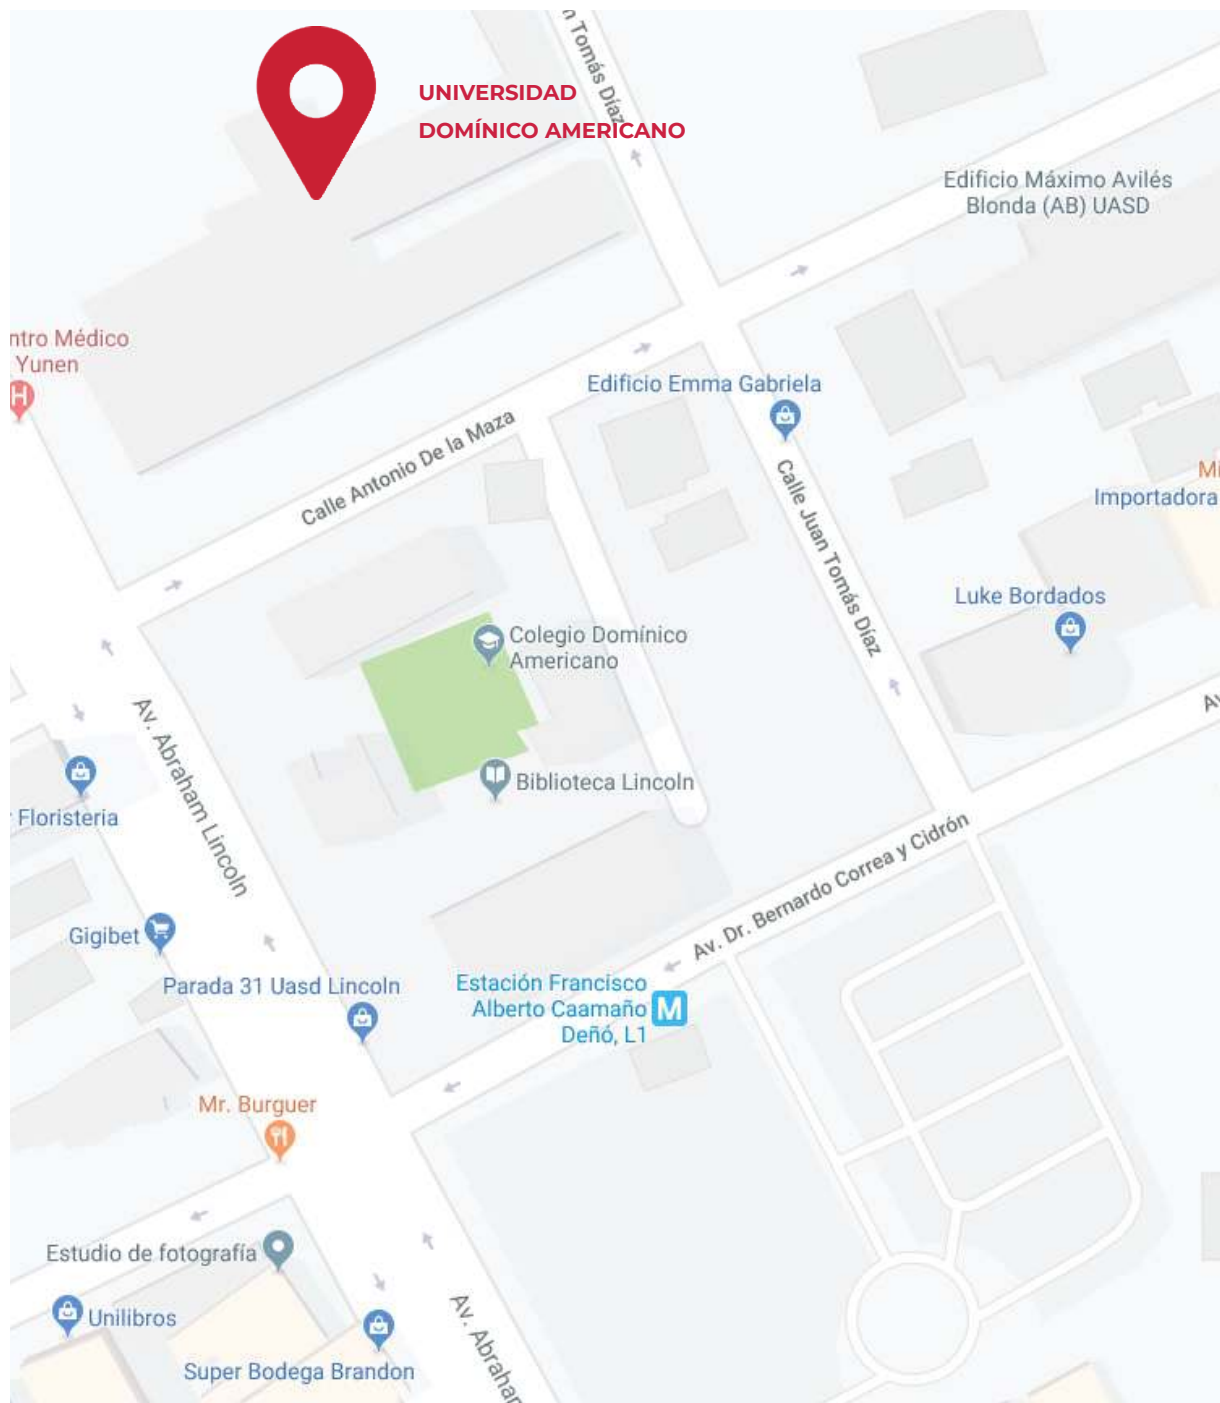 n Tomás Díaz
UNIVERSIDAD
DOMÍNICO AMERICANO
Edificio Máximo Avilés
Blonda (AB) UASD
ntro Médico
Yunen
H
Edificio Emma Gabriela
Calle Antonio De la Maza
Calle Juan Tomás Díaz
Mi
Importadora
Luke Bordados
Colegio Domínico
Americano
Av
Av. Abraham Lincoln
Biblioteca Lincoln
Floristeria
Av. Dr. Bernardo Correa y Cidrón
Gigibet
Parada 31 Uasd Lincoln
Estación Francisco
Alberto Caamaño
Deñó, L1
M
Mr. Burguer
Estudio de fotografía
Unilibros
Av. Abrahan
Super Bodega Brandon